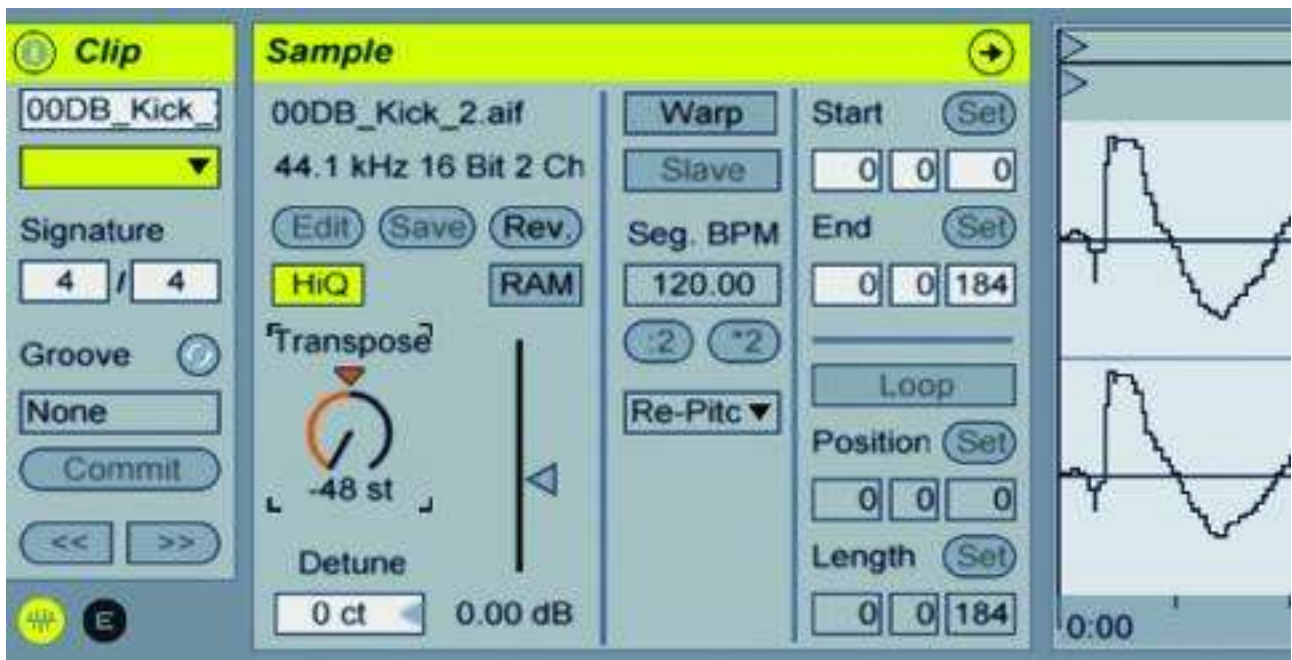 Clip
00DB_Kick_
Signature
4 / 4
Groove
None
Commit
<< >>
E
Sample
00DB_Kick_2.aif
44.1 kHz 16 Bit 2 Ch
Edit Save Rev.
HiQ RAM
Transpose
-48 st
Detune
0 ct 0.00 dB
Warp
Slave
Seg. BPM
120.00
:2 *2
Re-Pitc
Start Set
0 0 0
End Set
0 0 184
Loop
Position Set
0 0 0
Length Set
0 0 184
0:00